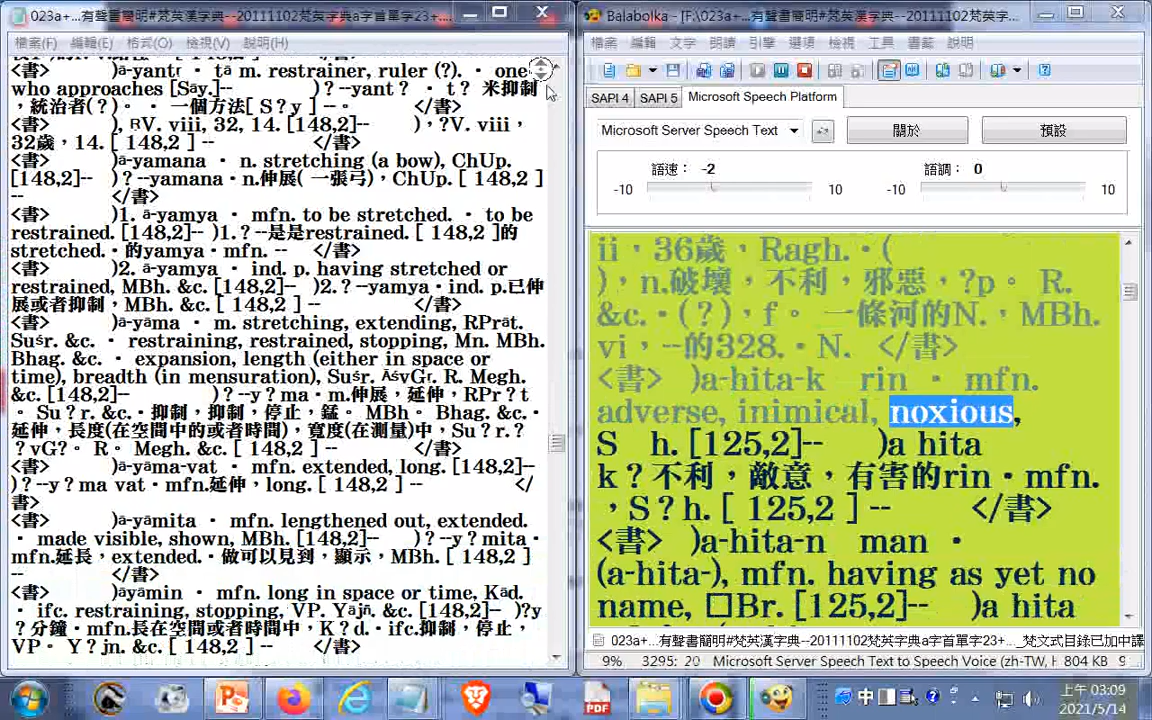 023a+...有聲書簡明#梵英漢字典--20111102梵英字典a字首單字23+...
檔案(F) 編輯(E) 格式(O) 檢視(V) 說明(H)
<書> )ā-yantṛ · tā m. restrainer, ruler (?). · one
who approaches [Sāy.]-- )?--yant? · t? 米抑制
,統治者(?)。· 一個方法[ S?y ]--。 </書>
<書> ), ṚV. viii, 32, 14. [148,2]-- ),?V. viii,
32歲,14. [ 148,2 ] -- </書>
<書> )ā-yamana · n. stretching (a bow), ChUp.
[148,2]-- )?--yamana·n.伸展( 一張弓),ChUp. [ 148,2 ]
-- </書>
<書> )1. ā-yamya · mfn. to be stretched. · to be
restrained. [148,2]-- )1.?--是是restrained. [ 148,2 ]的
stretched.·的yamya·mfn. -- </書>
<書> )2. ā-yamya · ind. p. having stretched or
restrained, MBh. &c. [148,2]-- )2.?--yamya·ind. p.已伸
展或者抑制,MBh. &c. [ 148,2 ] -- </書>
<書> )ā-yāma · m. stretching, extending, RPrāt.
Suśr. &c. · restraining, restrained, stopping, Mn. MBh.
Bhag. &c. · expansion, length (either in space or
time), breadth (in mensuration), Suśr. ĀśvGṛ. R. Megh.
&c. [148,2]-- )?--y?ma·m.伸展,延伸,RPr?t
。Su?r. &c.·抑制,抑制,停止,錳。MBh。Bhag. &c.·
延伸,長度(在空間中的或者時間),寬度(在測量)中,Su?r.?
?vG?。R。Megh. &c. [ 148,2 ] -- </書>
<書> )ā-yāma-vat · mfn. extended, long. [148,2]--
)?--y?ma vat·mfn.延伸,long. [ 148,2 ] -- </
書>
<書> )ā-yāmita · mfn. lengthened out, extended.
· made visible, shown, MBh. [148,2]-- )?--y?mita·
mfn.延長,extended.·做可以見到,顯示,MBh. [ 148,2 ]
-- </書>
<書> )āyāmin · mfn. long in space or time, Kād.
· ifc. restraining, stopping, VP. Yājñ. &c. [148,2]-- )?y
?分鐘·mfn.長在空間或者時間中,K?d.·ifc.抑制,停止,
VP。Y?jn. &c. [ 148,2 ] -- </書>
Balabolka - [F:\023a+...有聲書簡明#梵英漢字典--20111102梵英字...
檔案 編輯 文字 朗讀 引擎 選項 檢視 工具 書籤 說明
SAPI 4 SAPI 5 Microsoft Speech Platform
Microsoft Server Speech Text 關於 預設
語速: -2 語調: 0
-10 10 -10 10
ii,36歲,Ragh.·(
),n.破壞,不利,邪惡,?p。R.
&c.·(?),f。 一條河的N.,MBh.
vi,--的328.·N. </書>
<書> )a-hita-k rin · mfn.
adverse, inimical, noxious,
S h. [125,2]-- )a hita
k?不利,敵意,有害的rin·mfn.
,S?h. [ 125,2 ] -- </書>
<書> )a-hita-n man ·
(a-hita-), mfn. having as yet no
name, □Br. [125,2]-- )a hita
023a+...有聲書簡明#梵英漢字典--20111102梵英字典a字首單字23+..._梵文式目錄已加中譯
9% 3295: 20 Microsoft Server Speech Text to Speech Voice (zh-TW, H 804 KB 9
中
上午 03:09
2021/5/14